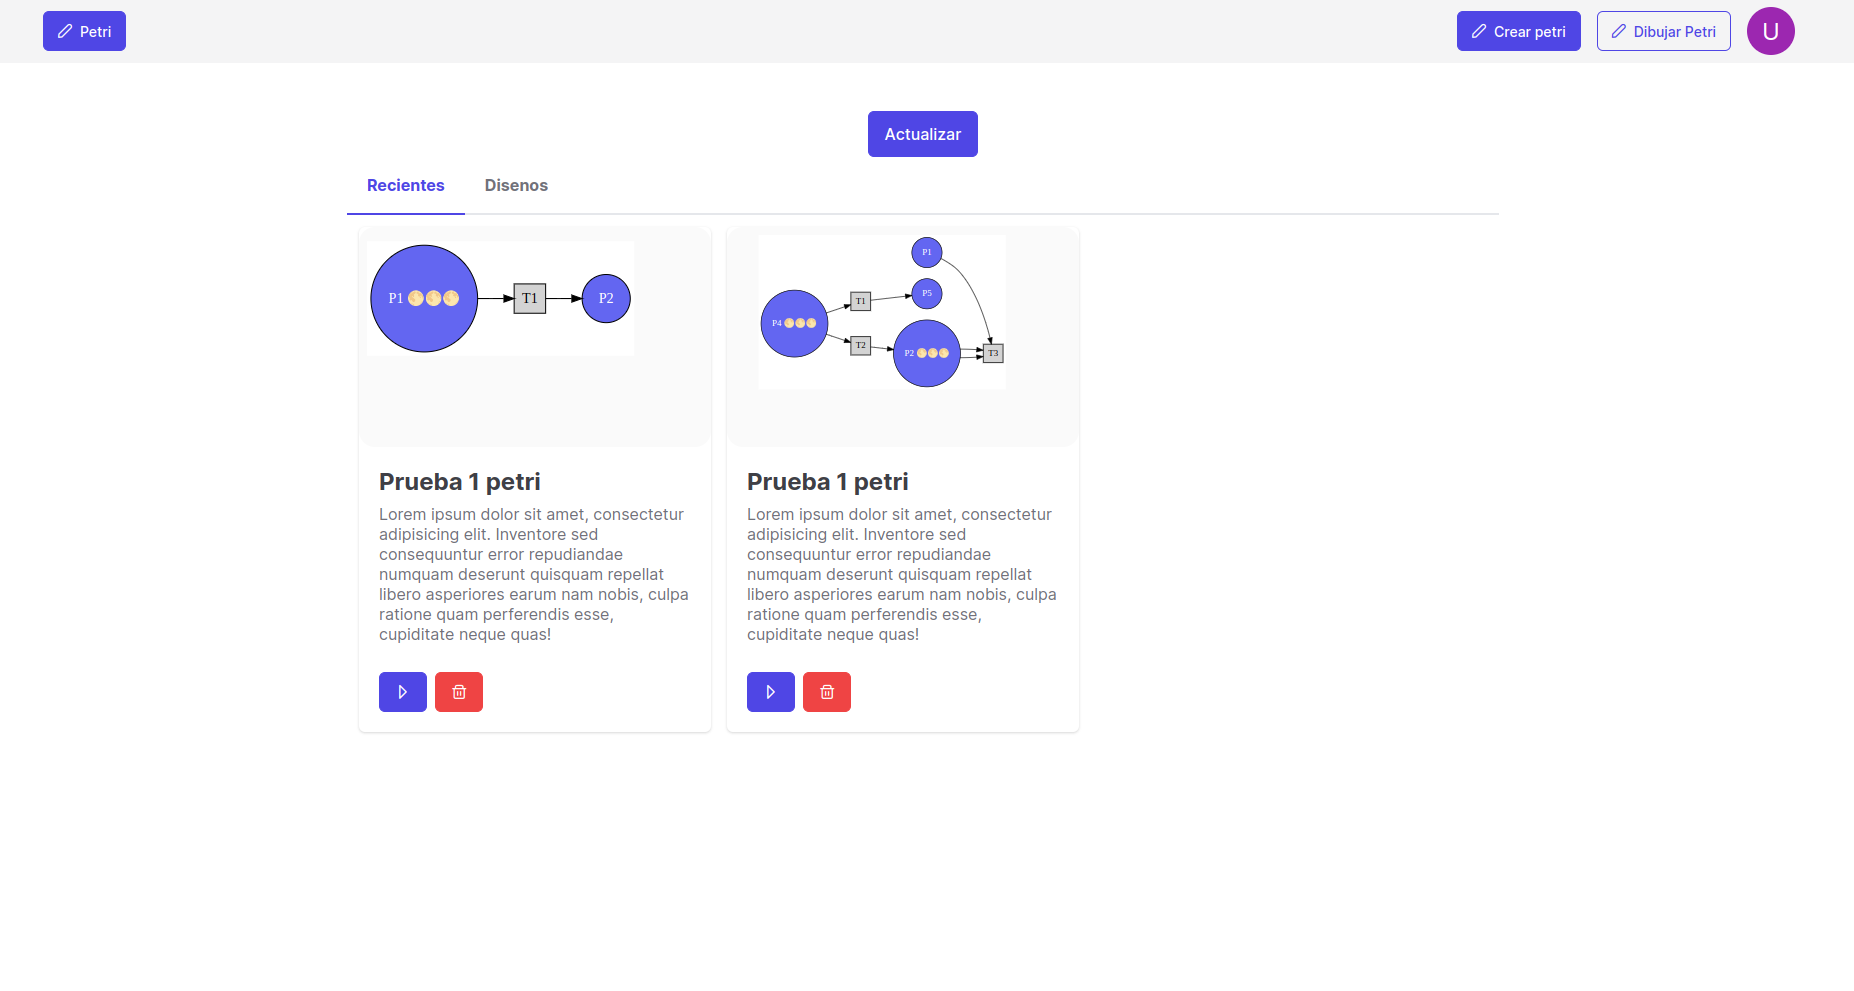 Petri
Crear petri
Dibujar Petri
U
Actualizar
Recientes
Disenos
P1
T1
P2
P1
P5
P4
T1
T2
P2
T3
Prueba 1 petri
Lorem ipsum dolor sit amet, consectetur
adipisicing elit. Inventore sed
consequuntur error repudiandae
numquam deserunt quisquam repellat
libero asperiores earum nam nobis, culpa
ratione quam perferendis esse,
cupiditate neque quas!
Prueba 1 petri
Lorem ipsum dolor sit amet, consectetur
adipisicing elit. Inventore sed
consequuntur error repudiandae
numquam deserunt quisquam repellat
libero asperiores earum nam nobis, culpa
ratione quam perferendis esse,
cupiditate neque quas!